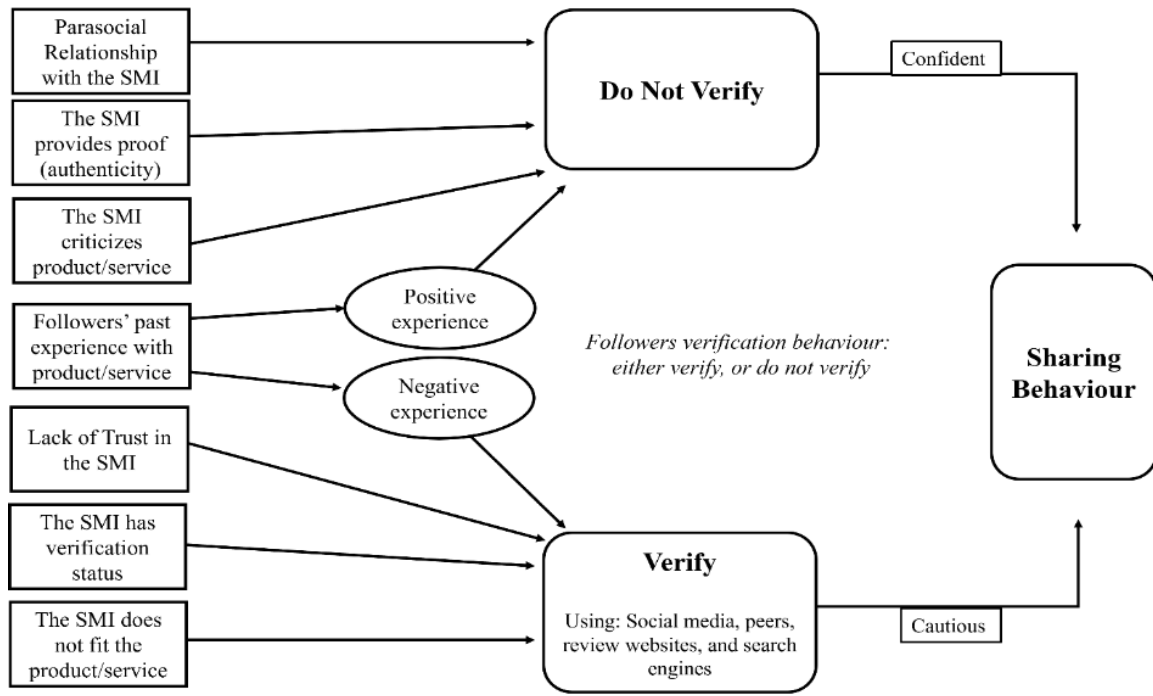 Parasocial
Relationship
with the SMI
The SMI
provides proof
(authenticity)
The SMI
criticizes
product/service
Followers' past
experience with
product/service
Lack of Trust in
the SMI
The SMI has
verification
status
The SMI does
not fit the
product/service
Positive
experience
Negative
experience
Do Not Verify
Followers verification behaviour:
either verify, or do not verify
Verify
Using: Social media, peers,
review websites, and search
engines
Confident
Cautious
Sharing
Behaviour